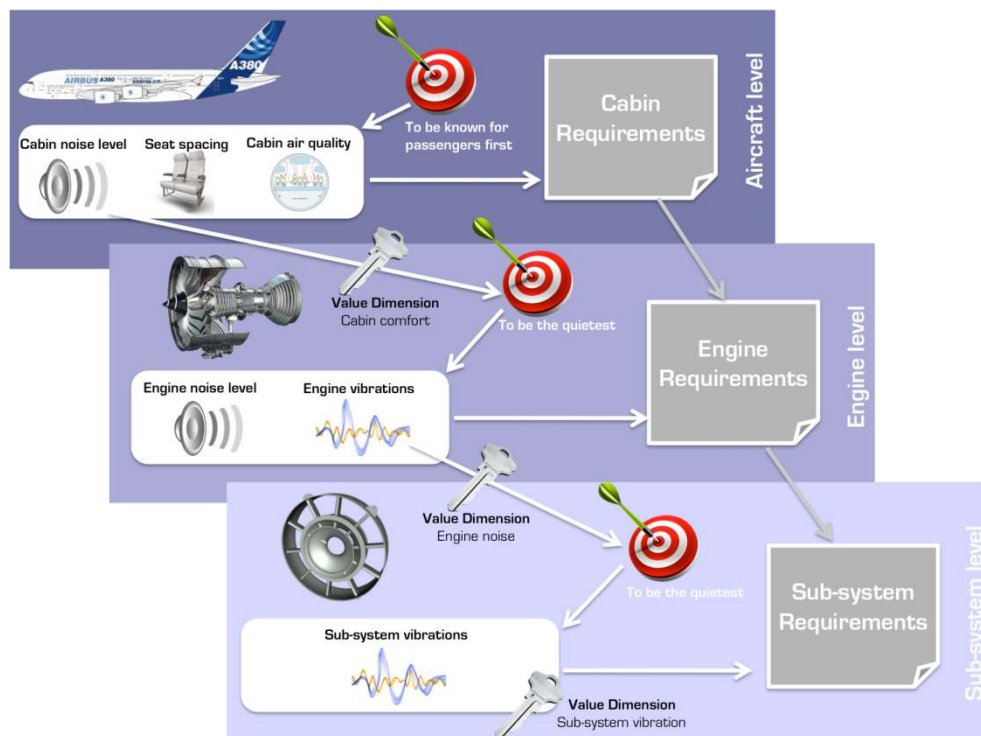 AIRBUS A380
A380
To be known for
passengers first
Cabin noise level
Seat spacing
Cabin air quality
Cabin
Requirements
Aircraft level
Value Dimension
Cabin comfort
To be the quietest
Engine noise level
Engine vibrations
Engine
Requirements
Engine level
Value Dimension
Engine noise
To be the quietest
Sub-system vibrations
Sub-system
Requirements
Value Dimension
Sub-system vibration
Sub-system level